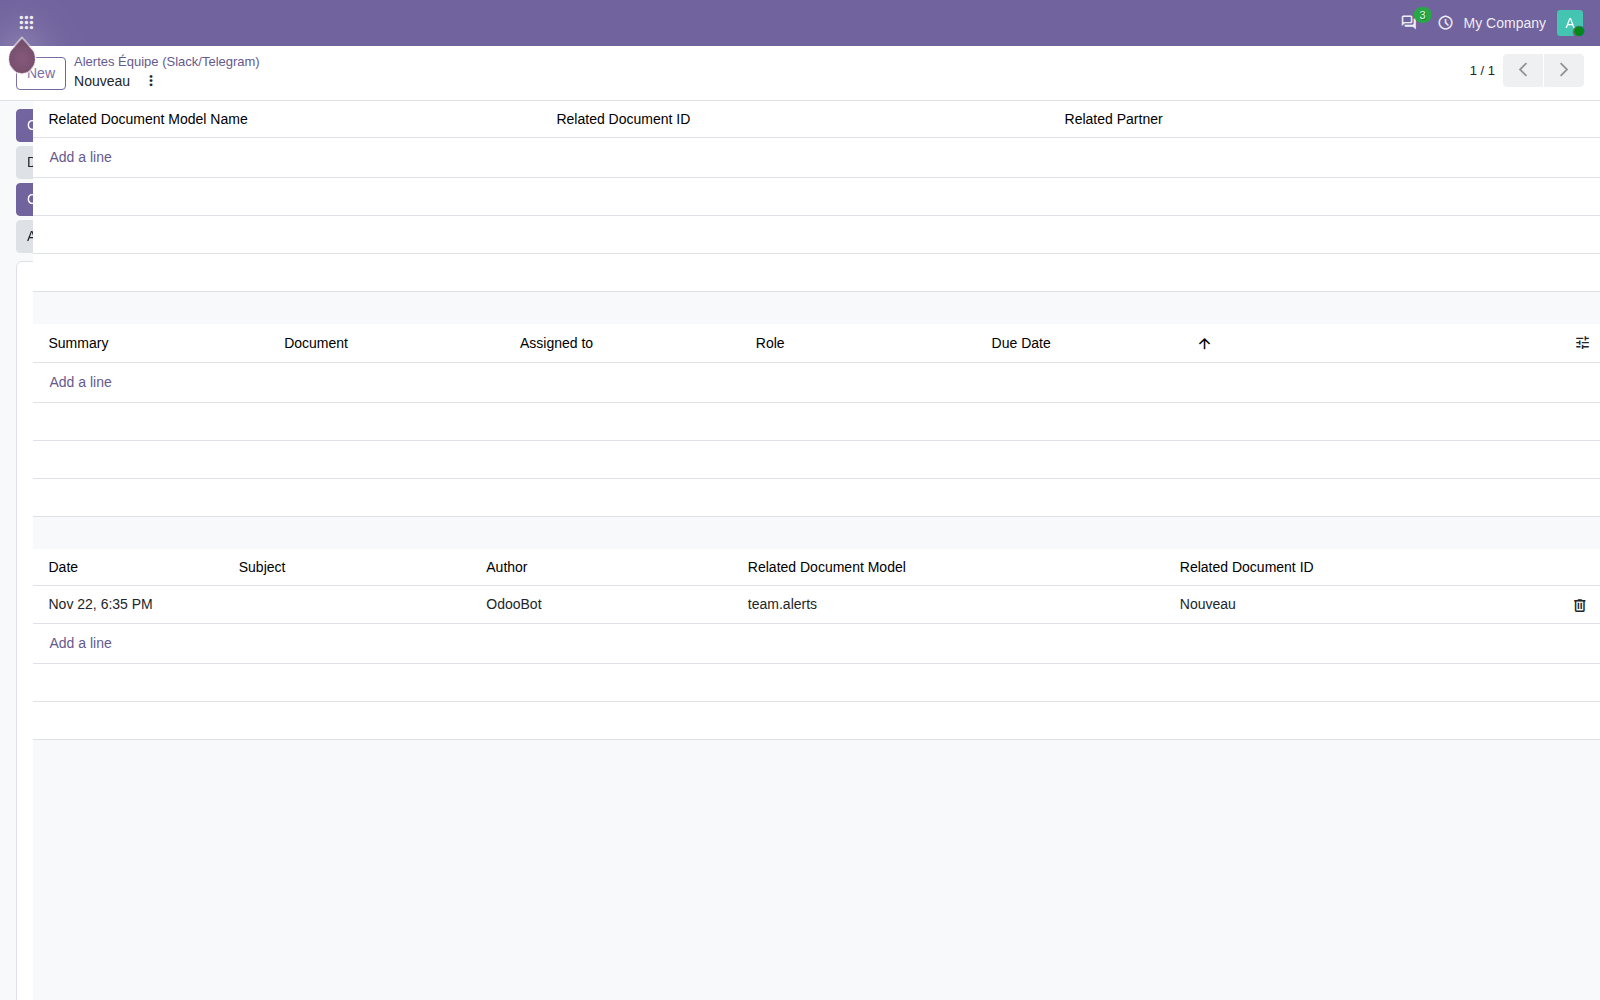 3
My Company
A
New
Alertes Équipe (Slack/Telegram)
Nouveau
1 / 1
Related Document Model Name Related Document ID Related Partner
Add a line
Summary Document Assigned to Role Due Date
Add a line
Date Subject Author Related Document Model Related Document ID
Nov 22, 6:35 PM OdooBot team.alerts Nouveau
Add a line